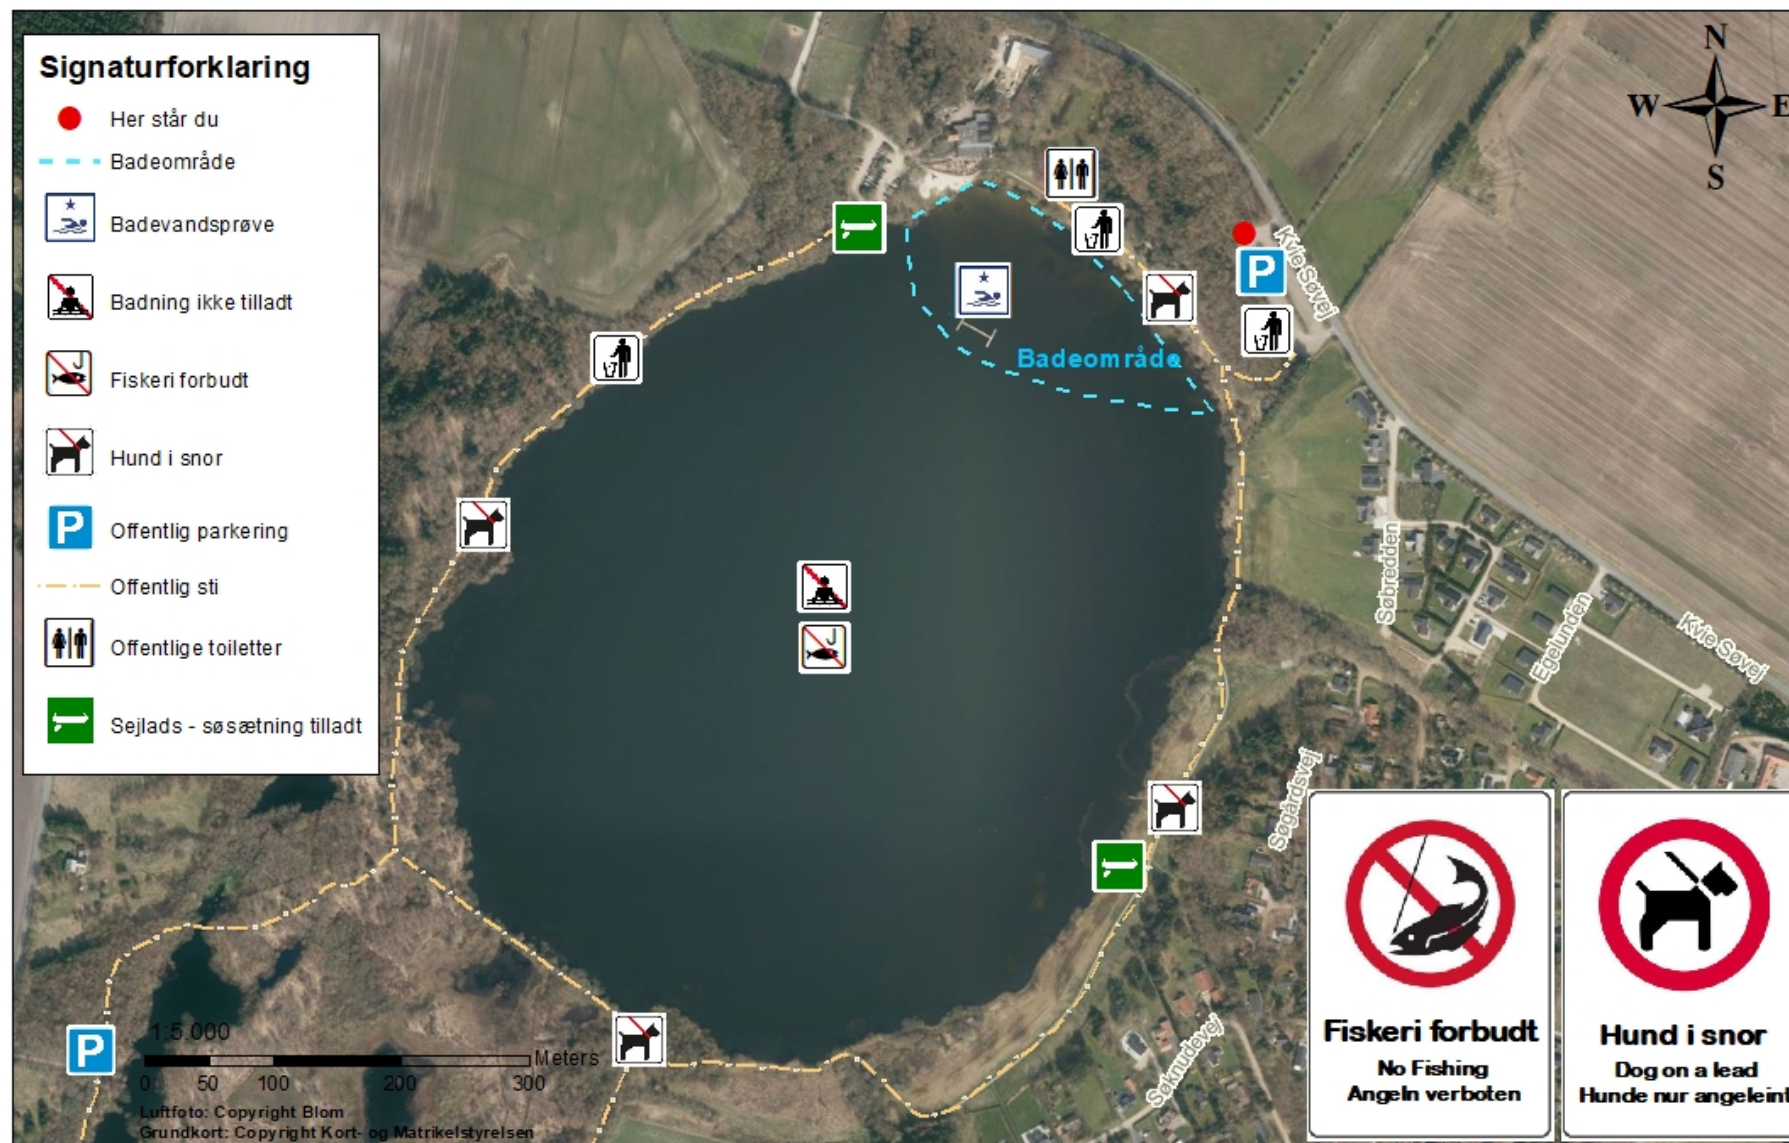 Signaturforklaring
Her står du
Badeområde
Badevandsprøve
Badning ikke tilladt
Fiskeri forbudt
Hund i snor
P
Offentlig parkering
Offentlig sti
Offentlige toiletter
Sejlads - søsætning tilladt
N
W E
S
P
Kvie Søvej
Badeområde
Søbredden
Egelunden
Kvie Søvej
Søgårdsvej
Søknudevej
P
1:5.000
Meters
0 50 100 200 300
Luftfoto: Copyright Blom
Grundkort: Copyright Kort- og Matrikelstyrelsen
Fiskeri forbudt
No Fishing
Angeln verboten
Hund i snor
Dog on a lead
Hunde nur angeleint